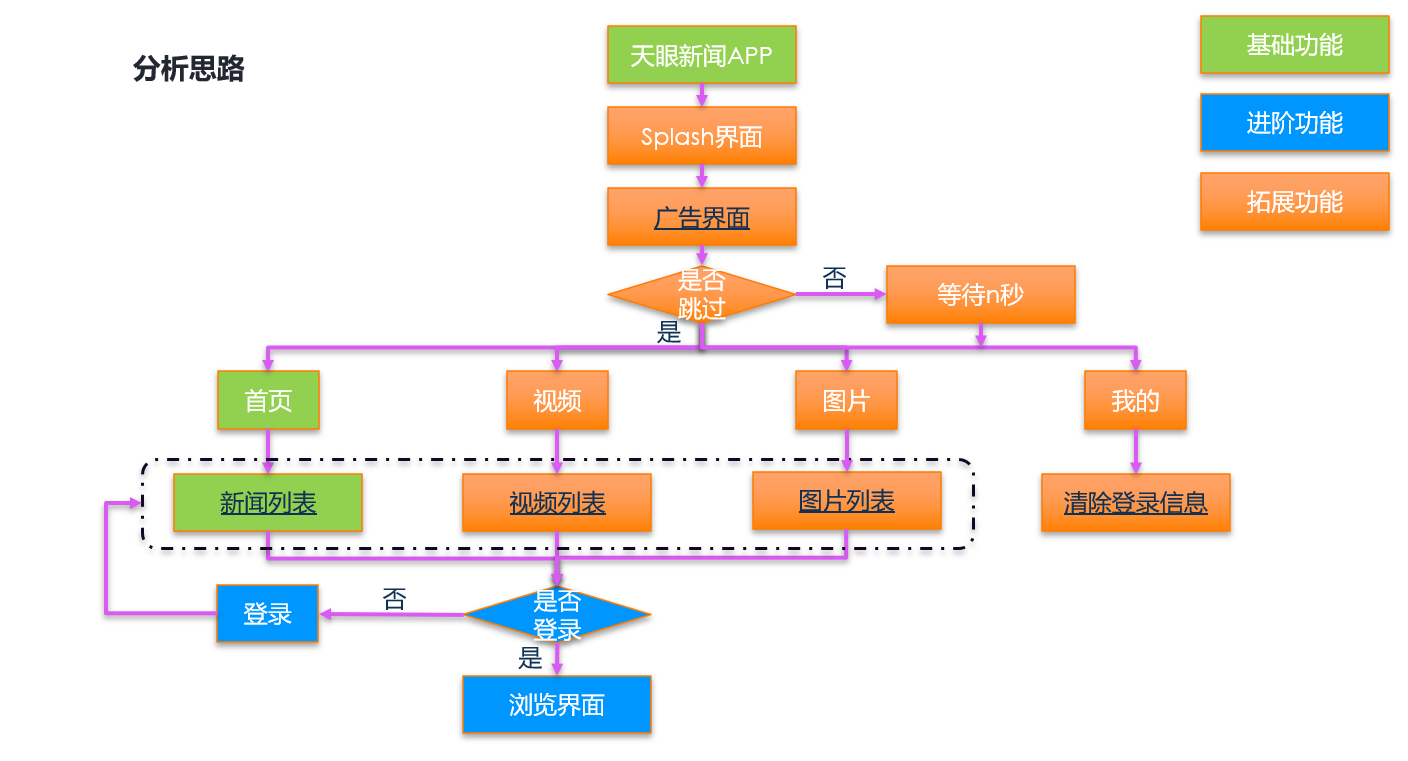 分析思路
天眼新闻APP
基础功能
Splash界面
进阶功能
广告界面
拓展功能
是否
跳过
否
等待n秒
是
首页
视频
图片
我的
新闻列表
视频列表
图片列表
清除登录信息
登录
否
是否
登录
是
浏览界面